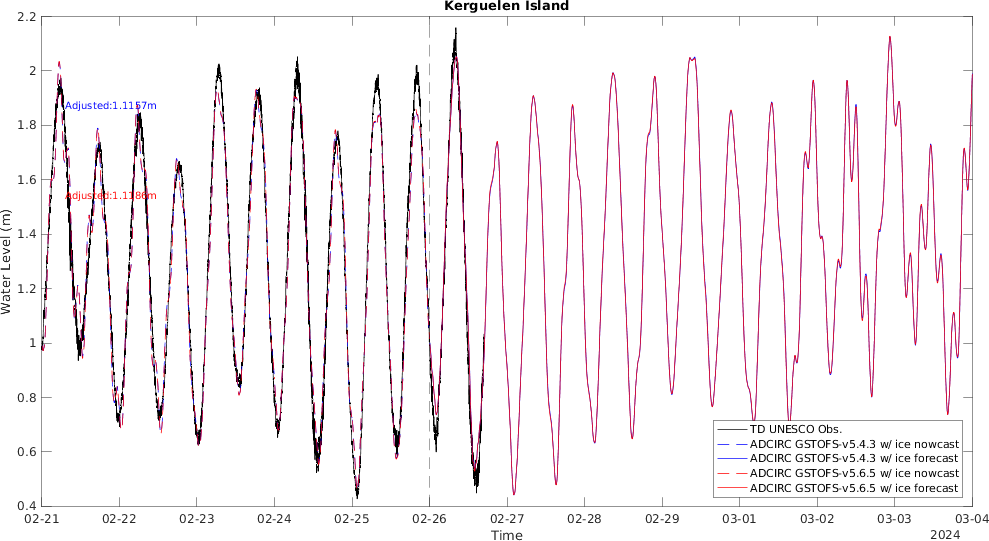 Kerguelen Island
2.2
2
1.8
1.6
1.4
1.2
1
0.8
0.6
0.4
Water Level (m)
Adjusted:1.1157m
Adjusted:1.1186m
TD UNESCO Obs.
ADCIRC GSTOFS-v5.4.3 w/ ice nowcast
ADCIRC GSTOFS-v5.4.3 w/ ice forecast
ADCIRC GSTOFS-v5.6.5 w/ ice nowcast
ADCIRC GSTOFS-v5.6.5 w/ ice forecast
02-21 02-22 02-23 02-24 02-25 02-26 02-27 02-28 02-29 03-01 03-02 03-03 03-04
Time
2024